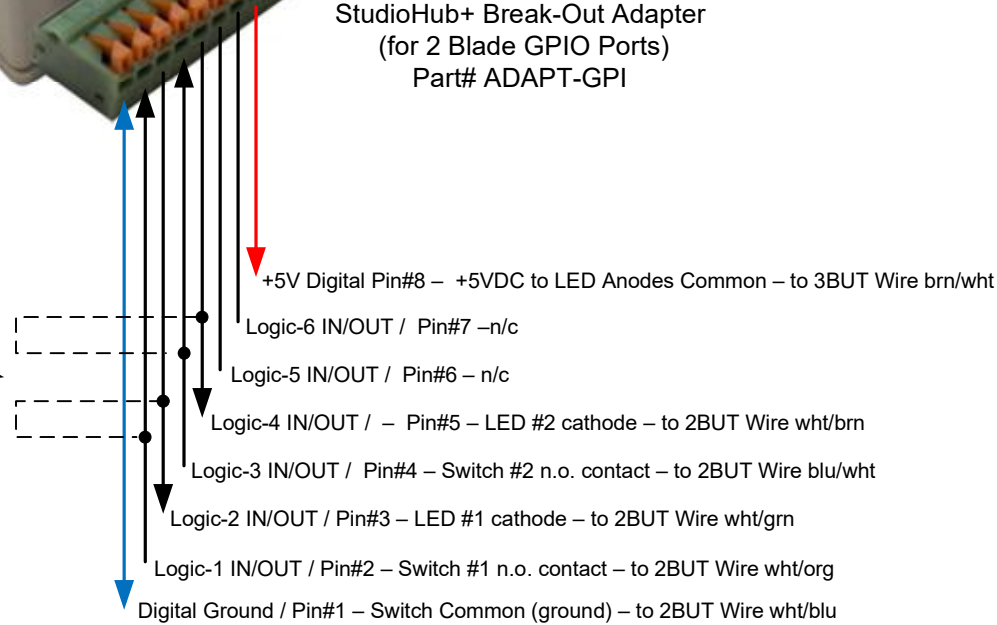 StudioHub+ Break-Out Adapter
(for 2 Blade GPIO Ports)
Part# ADAPT-GPI
+5V Digital Pin#8 –  +5VDC to LED Anodes Common – to 3BUT Wire brn/wht
Logic-6 IN/OUT /  Pin#7 –n/c
Logic-5 IN/OUT /  Pin#6 – n/c
Logic-4 IN/OUT /  –  Pin#5 – LED #2 cathode – to 2BUT Wire wht/brn
Logic-3 IN/OUT /  Pin#4 – Switch #2 n.o. contact – to 2BUT Wire blu/wht
Logic-2 IN/OUT / Pin#3 – LED #1 cathode – to 2BUT Wire wht/grn
Logic-1 IN/OUT / Pin#2 – Switch #1 n.o. contact – to 2BUT Wire wht/org
Digital Ground / Pin#1 – Switch Common (ground) – to 2BUT Wire wht/blu